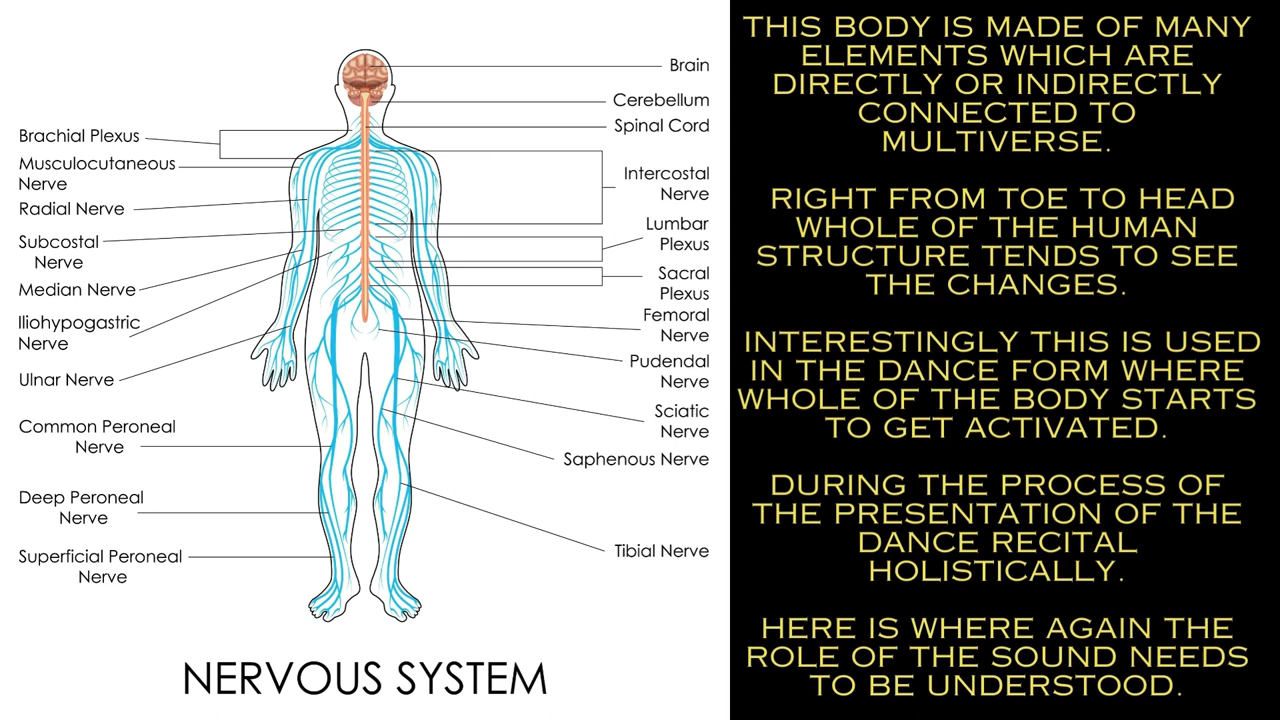 Brain
Cerebellum
Spinal Cord
Intercostal
Nerve
Lumbar
Plexus
Sacral
Plexus
Femoral
Nerve
Pudendal
Nerve
Sciatic
Nerve
Saphenous Nerve
Tibial Nerve
Brachial Plexus
Musculocutaneous
Nerve
Radial Nerve
Subcostal
Nerve
Median Nerve
Iliohypogastric
Nerve
Ulnar Nerve
Common Peroneal
Nerve
Deep Peroneal
Nerve
Superficial Peroneal
Nerve
NERVOUS SYSTEM
THIS BODY IS MADE OF MANY
ELEMENTS WHICH ARE
DIRECTLY OR INDIRECTLY
CONNECTED TO
MULTIVERSE.
RIGHT FROM TOE TO HEAD
WHOLE OF THE HUMAN
STRUCTURE TENDS TO SEE
THE CHANGES.
INTERESTINGLY THIS IS USED
IN THE DANCE FORM WHERE
WHOLE OF THE BODY STARTS
TO GET ACTIVATED.
DURING THE PROCESS OF
THE PRESENTATION OF THE
DANCE RECITAL
HOLISTICALLY.
HERE IS WHERE AGAIN THE
ROLE OF THE SOUND NEEDS
TO BE UNDERSTOOD.